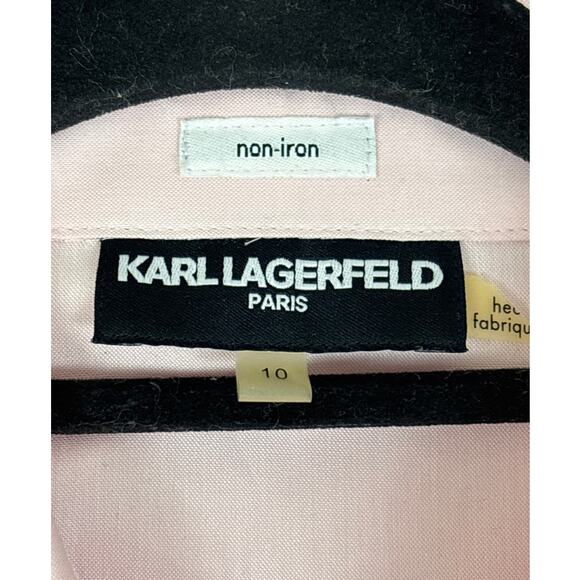 non-iron
KARL LAGERFELD
PARIS
10
fabriqu